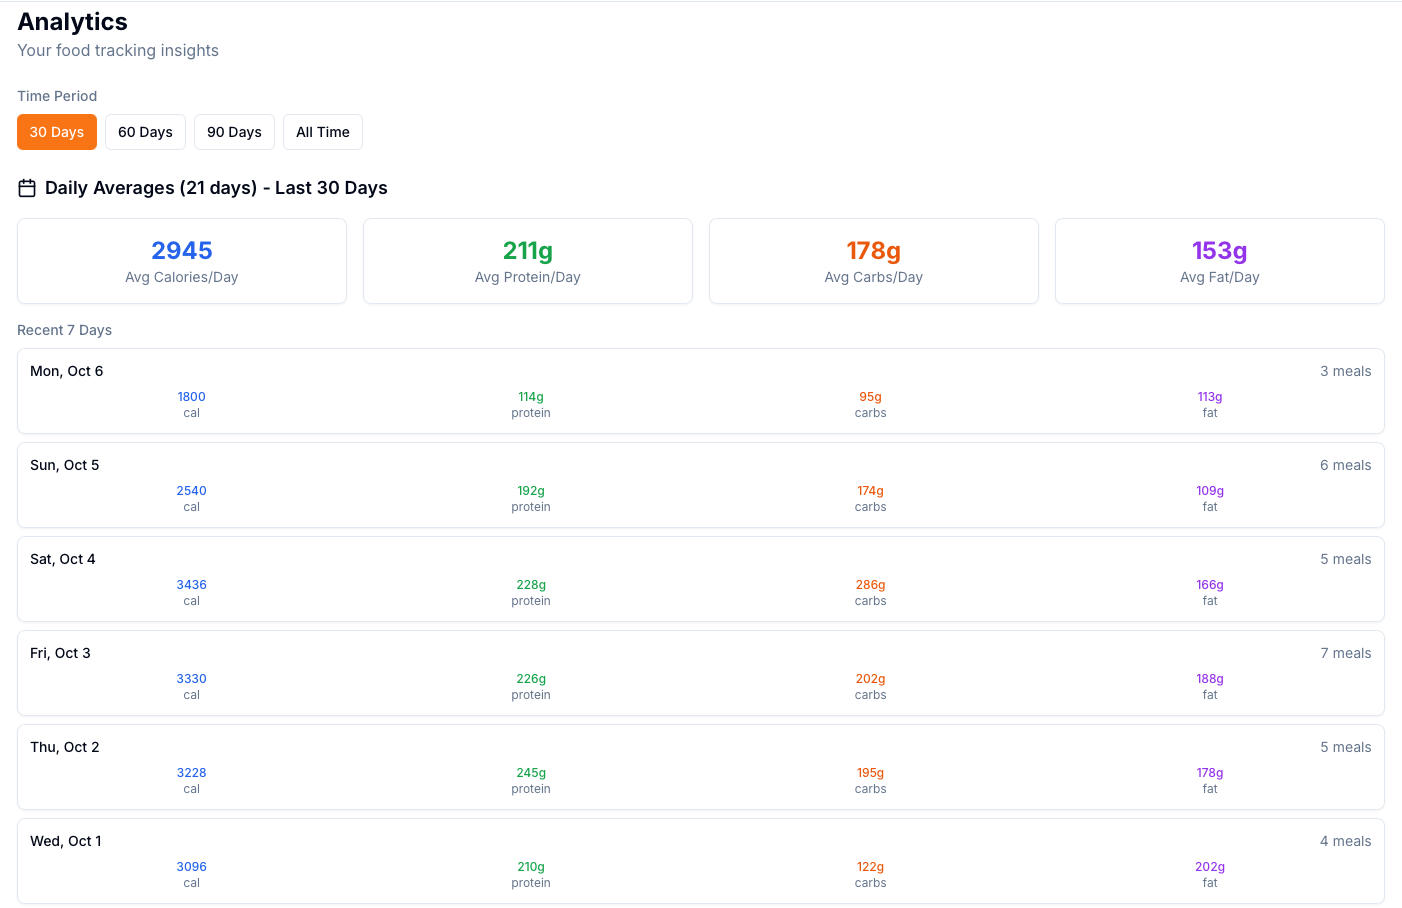 Analytics
Your food tracking insights
Time Period
30 Days 60 Days 90 Days All Time
Daily Averages (21 days) - Last 30 Days
2945 211g 178g 153g
Avg Calories/Day Avg Protein/Day Avg Carbs/Day Avg Fat/Day
Recent 7 Days
Mon, Oct 6 3 meals
1800 114g 95g 113g
cal protein carbs fat
Sun, Oct 5 6 meals
2540 192g 174g 109g
cal protein carbs fat
Sat, Oct 4 5 meals
3436 228g 286g 166g
cal protein carbs fat
Fri, Oct 3 7 meals
3330 226g 202g 188g
cal protein carbs fat
Thu, Oct 2 5 meals
3228 245g 195g 178g
cal protein carbs fat
Wed, Oct 1 4 meals
3096 210g 122g 202g
cal protein carbs fat